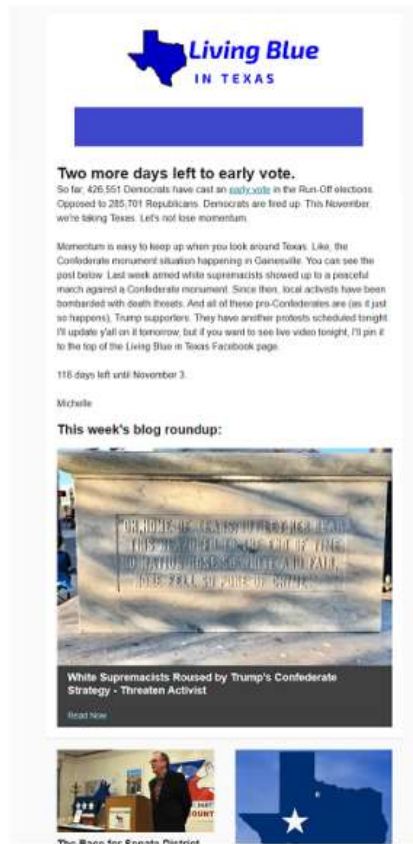 Living Blue
IN TEXAS
Two more days left to early vote.
So far, 426,551 Democrats have cast an early vote in the Run-Off elections.
Opposed to 285,701 Republicans. Democrats are fired up. This November,
we're taking Texas. Let's not lose momentum.
Momentum is easy to keep up when you look around Texas. Like, the
Confederate monument situation happening in Gainesville. You can see the
post below. Last week armed white supremacists showed up to a peaceful
march against a Confederate monument. Since then, local activists have been
bombarded with death threats. And all of these pro-Confederates are (as it just
so happens), Trump supporters. They have another protests scheduled tonight.
I'll update y'all on it tomorrow, but if you want to see live video tonight, I'll pin it
to the top of the Living Blue in Texas Facebook page.
118 days left until November 3.
Michelle
This week's blog roundup:
White Supremacists Roused by Trump's Confederate
Strategy - Threaten Activist
Read Now
The Race for Senate District